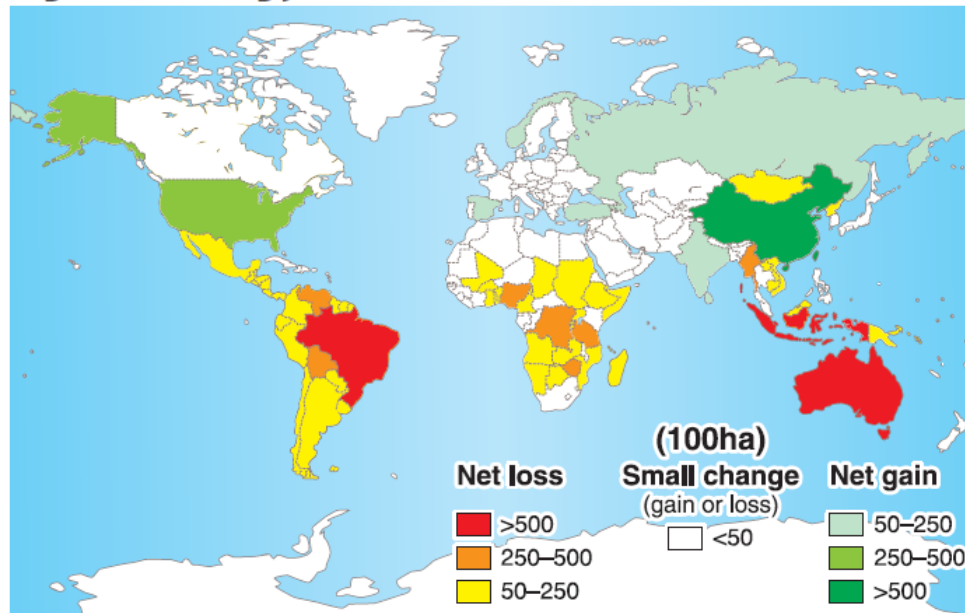 (100ha)
Net loss
>500
250–500
50–250
Small change
(gain or loss)
<50
Net gain
50–250
250–500
>500